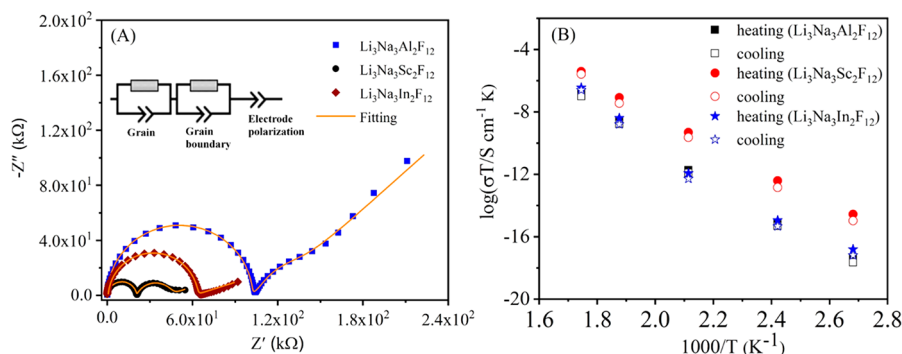 (A)
2.0x10²
1.6x10²
1.2x10²
8.0x10¹
4.0x10¹
0.0
-Z″ (kΩ)
Li₃Na₃Al₂F₁₂
Li₃Na₃Sc₂F₁₂
Li₃Na₃In₂F₁₂
Fitting
Grain
Grain
boundary
Electrode
polarization
0.0
6.0x10¹
1.2x10²
1.8x10²
2.4x10²
Z′ (kΩ)
(B)
-4
-8
-12
-16
-20
log(σT/S cm⁻¹ K)
heating (Li₃Na₃Al₂F₁₂)
cooling
heating (Li₃Na₃Sc₂F₁₂)
cooling
heating (Li₃Na₃In₂F₁₂)
cooling
1.6
1.8
2.0
2.2
2.4
2.6
2.8
1000/T (K⁻¹)